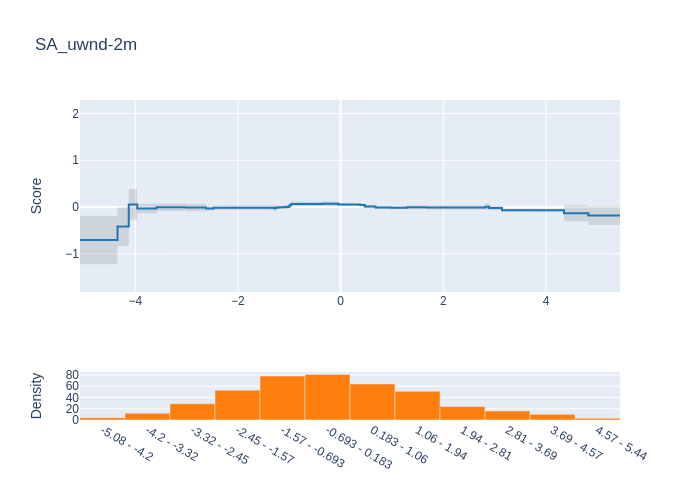 SA_uwnd-2m
Score
2
1
0
−1
−4
−2
0
2
4
Density
80
60
40
20
0
-5.08 - -4.2
-4.2 - -3.32
-3.32 - -2.45
-2.45 - -1.57
-1.57 - -0.693
-0.693 - 0.183
0.183 - 1.06
1.06 - 1.94
1.94 - 2.81
2.81 - 3.69
3.69 - 4.57
4.57 - 5.44